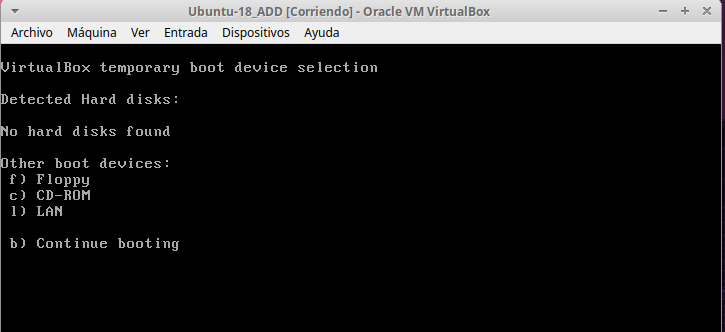 Ubuntu-18_ADD [Corriendo] - Oracle VM VirtualBox
Archivo Máquina Ver Entrada Dispositivos Ayuda
VirtualBox temporary boot device selection
Detected Hard disks:
No hard disks found
Other boot devices:
f) Floppy
c) CD-ROM
l) LAN
b) Continue booting